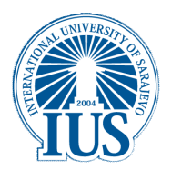 INTERNATIONAL UNIVERSITY OF SARAJEVO
2004
IUS